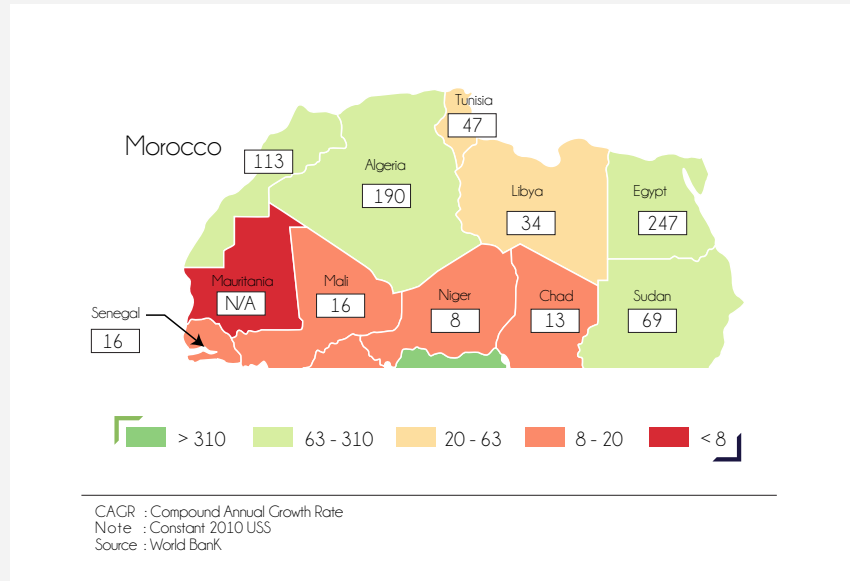 Tunisia
47
Morocco
113
Algeria
190
Libya
34
Egypt
247
Mauritania
N/A
Mali
16
Niger
8
Chad
13
Sudan
69
Senegal
16
> 310
63 - 310
20 - 63
8 - 20
< 8
CAGR : Compound Annual Growth Rate
Note : Constant 2010 USS
Source : World BanK